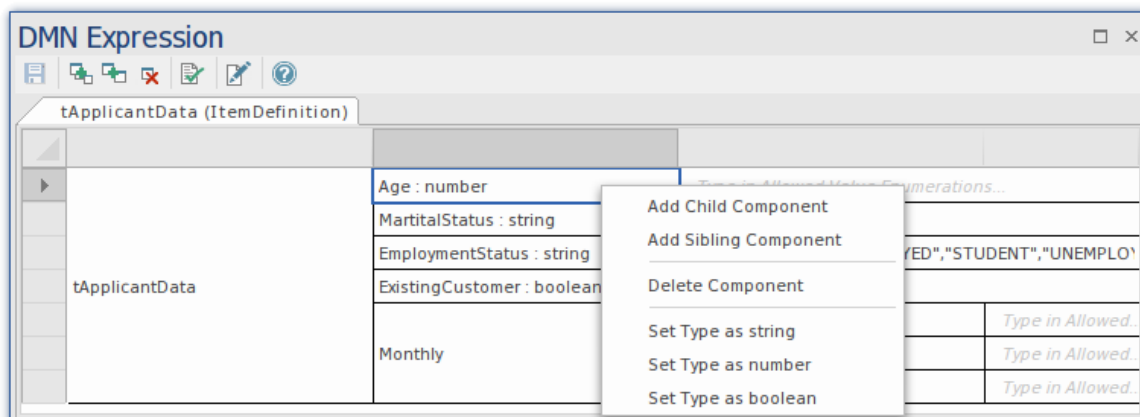 DMN Expression
tApplicantData (ItemDefinition)
tApplicantData
Age : number
MartitalStatus : string
EmploymentStatus : string
ExistingCustomer : boolean
Monthly
Type in Allowed Value Enumerations...
"STUDENT",
Type in Allowed..
Type in Allowed..
Type in Allowed..
Add Child Component
Add Sibling Component
Delete Component
Set Type as string
Set Type as number
Set Type as boolean